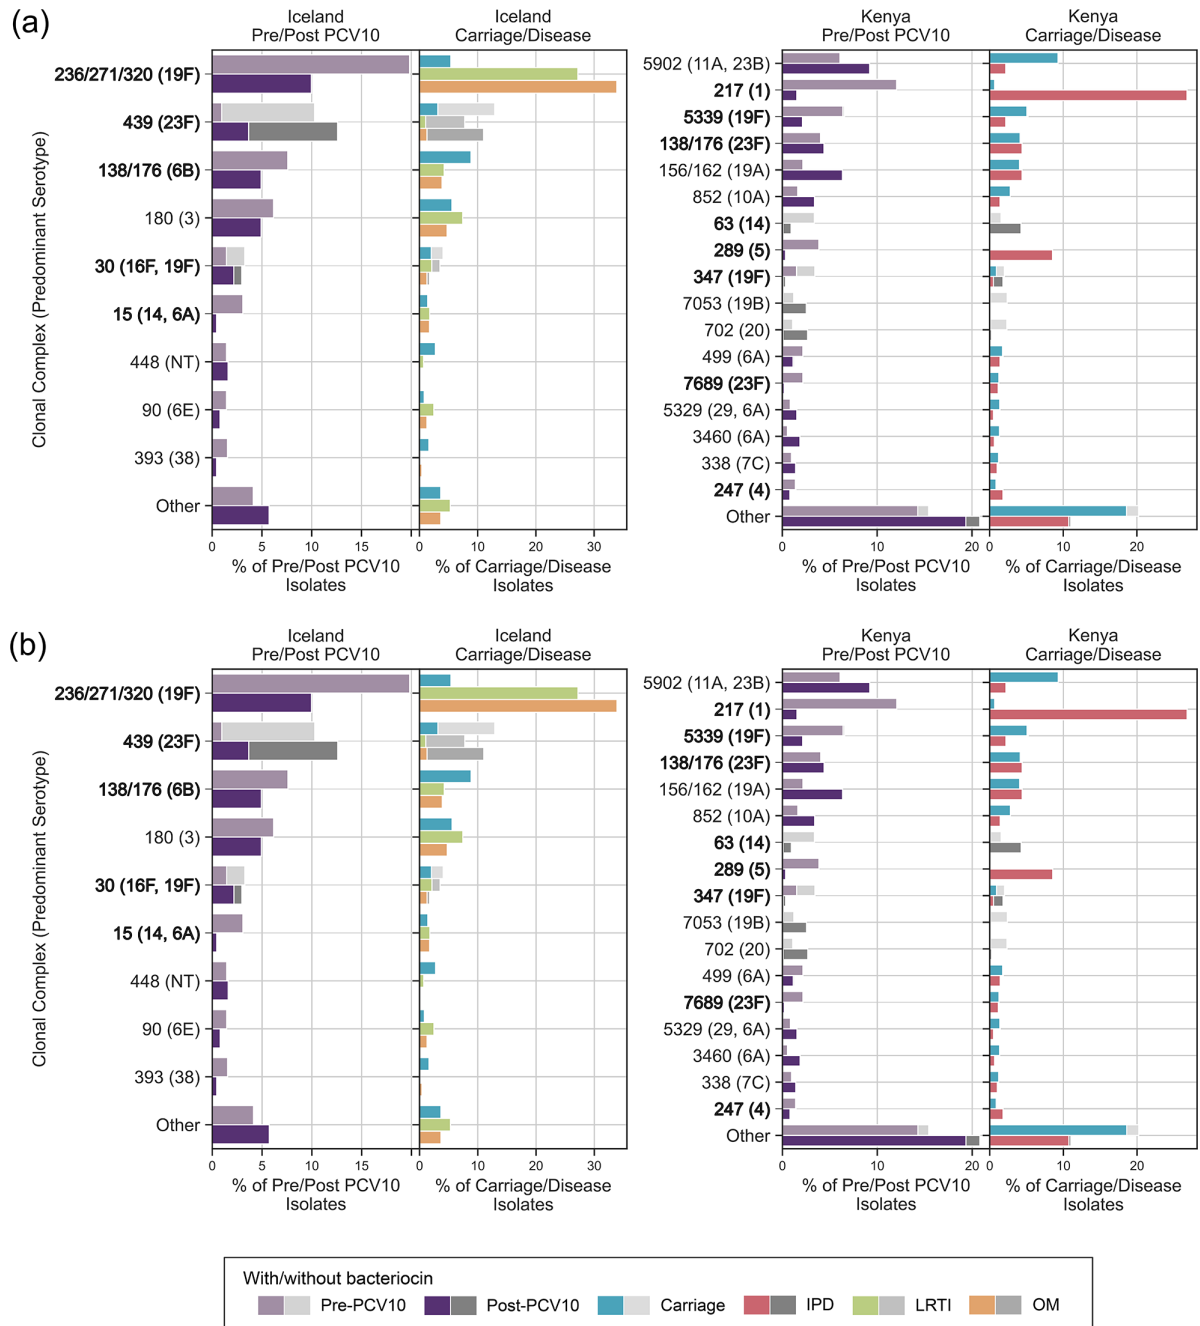 (a)
Iceland
Pre/Post PCV10
Iceland
Carriage/Disease
Kenya
Pre/Post PCV10
Kenya
Carriage/Disease
Clonal Complex (Predominant Serotype)
236/271/320 (19F)
439 (23F)
138/176 (6B)
180 (3)
30 (16F, 19F)
15 (14, 6A)
448 (NT)
90 (6E)
393 (38)
Other
0 5 10 15
% of Pre/Post PCV10
Isolates
0 10 20 30
% of Carriage/Disease
Isolates
5902 (11A, 23B)
217 (1)
5339 (19F)
138/176 (23F)
156/162 (19A)
852 (10A)
63 (14)
289 (5)
347 (19F)
7053 (19B)
702 (20)
499 (6A)
7689 (23F)
5329 (29, 6A)
3460 (6A)
338 (7C)
247 (4)
Other
0 10 20
% of Pre/Post PCV10
Isolates
0 10 20
% of Carriage/Disease
Isolates
(b)
Iceland
Pre/Post PCV10
Iceland
Carriage/Disease
Kenya
Pre/Post PCV10
Kenya
Carriage/Disease
Clonal Complex (Predominant Serotype)
236/271/320 (19F)
439 (23F)
138/176 (6B)
180 (3)
30 (16F, 19F)
15 (14, 6A)
448 (NT)
90 (6E)
393 (38)
Other
0 5 10 15
% of Pre/Post PCV10
Isolates
0 10 20 30
% of Carriage/Disease
Isolates
5902 (11A, 23B)
217 (1)
5339 (19F)
138/176 (23F)
156/162 (19A)
852 (10A)
63 (14)
289 (5)
347 (19F)
7053 (19B)
702 (20)
499 (6A)
7689 (23F)
5329 (29, 6A)
3460 (6A)
338 (7C)
247 (4)
Other
0 10 20
% of Pre/Post PCV10
Isolates
0 10 20
% of Carriage/Disease
Isolates
With/without bacteriocin
Pre-PCV10 Post-PCV10 Carriage IPD LRTI OM